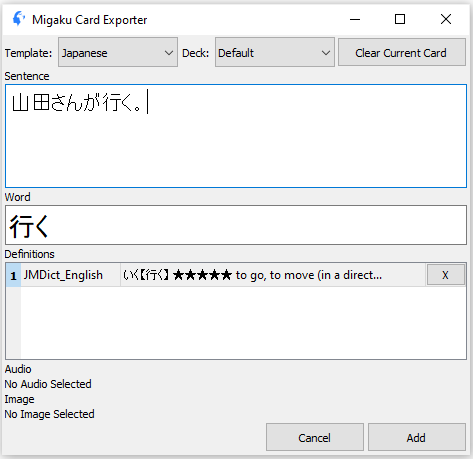 Migaku Card Exporter
Template: Japanese Deck: Default Clear Current Card
Sentence
山田さんが行く。
Word
行く
Definitions
1 JMDict_English いく【行く】 ★★★★★ to go, to move (in a direct... X
Audio
No Audio Selected
Image
No Image Selected
Cancel Add